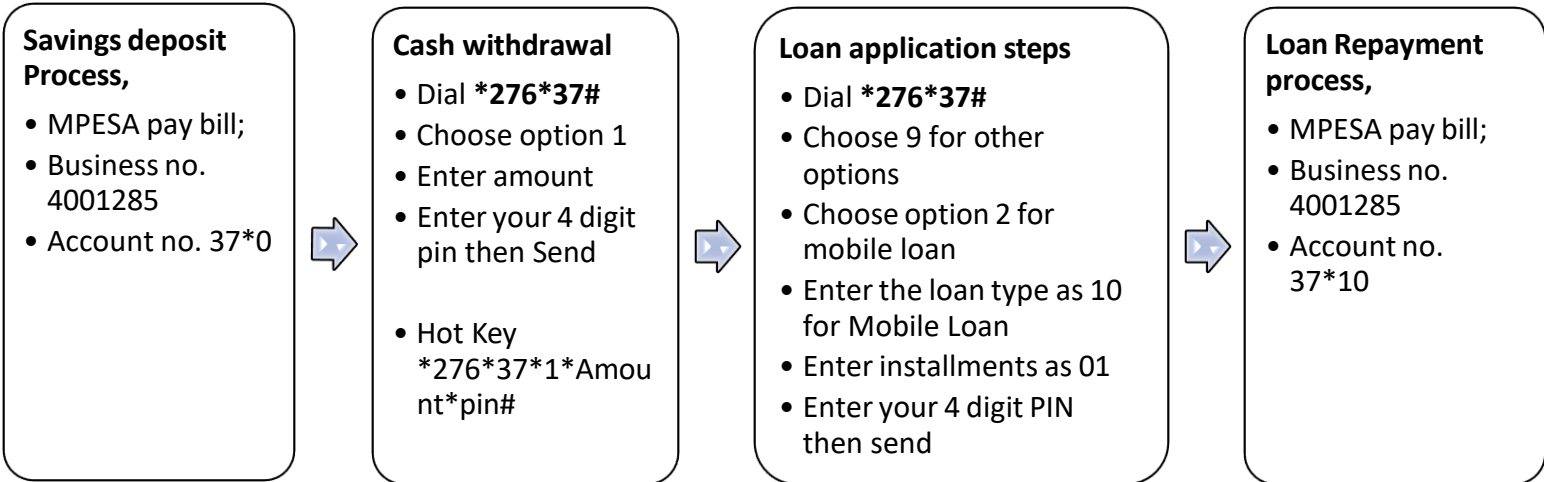 Savings deposit
Process,
• MPESA pay bill;
• Business no.
4001285
• Account no. 37*0
Cash withdrawal
• Dial *276*37#
• Choose option 1
• Enter amount
• Enter your 4 digit
pin then Send
• Hot Key
*276*37*1*Amou
nt*pin#
Loan application steps
• Dial *276*37#
• Choose 9 for other
options
• Choose option 2 for
mobile loan
• Enter the loan type as 10
for Mobile Loan
• Enter installments as 01
• Enter your 4 digit PIN
then send
Loan Repayment
process,
• MPESA pay bill;
• Business no.
4001285
• Account no.
37*10